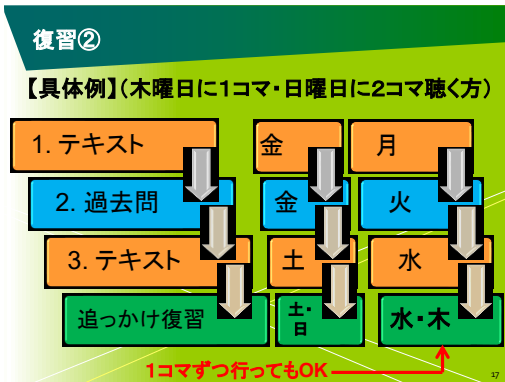 復習②
【具体例】(木曜日に1コマ・日曜日に2コマ聴く方)
1. テキスト 金 月
2. 過去問 金 火
3. テキスト 土 水
追っかけ復習 土・日 水・木
1コマずつ行ってもOK
17